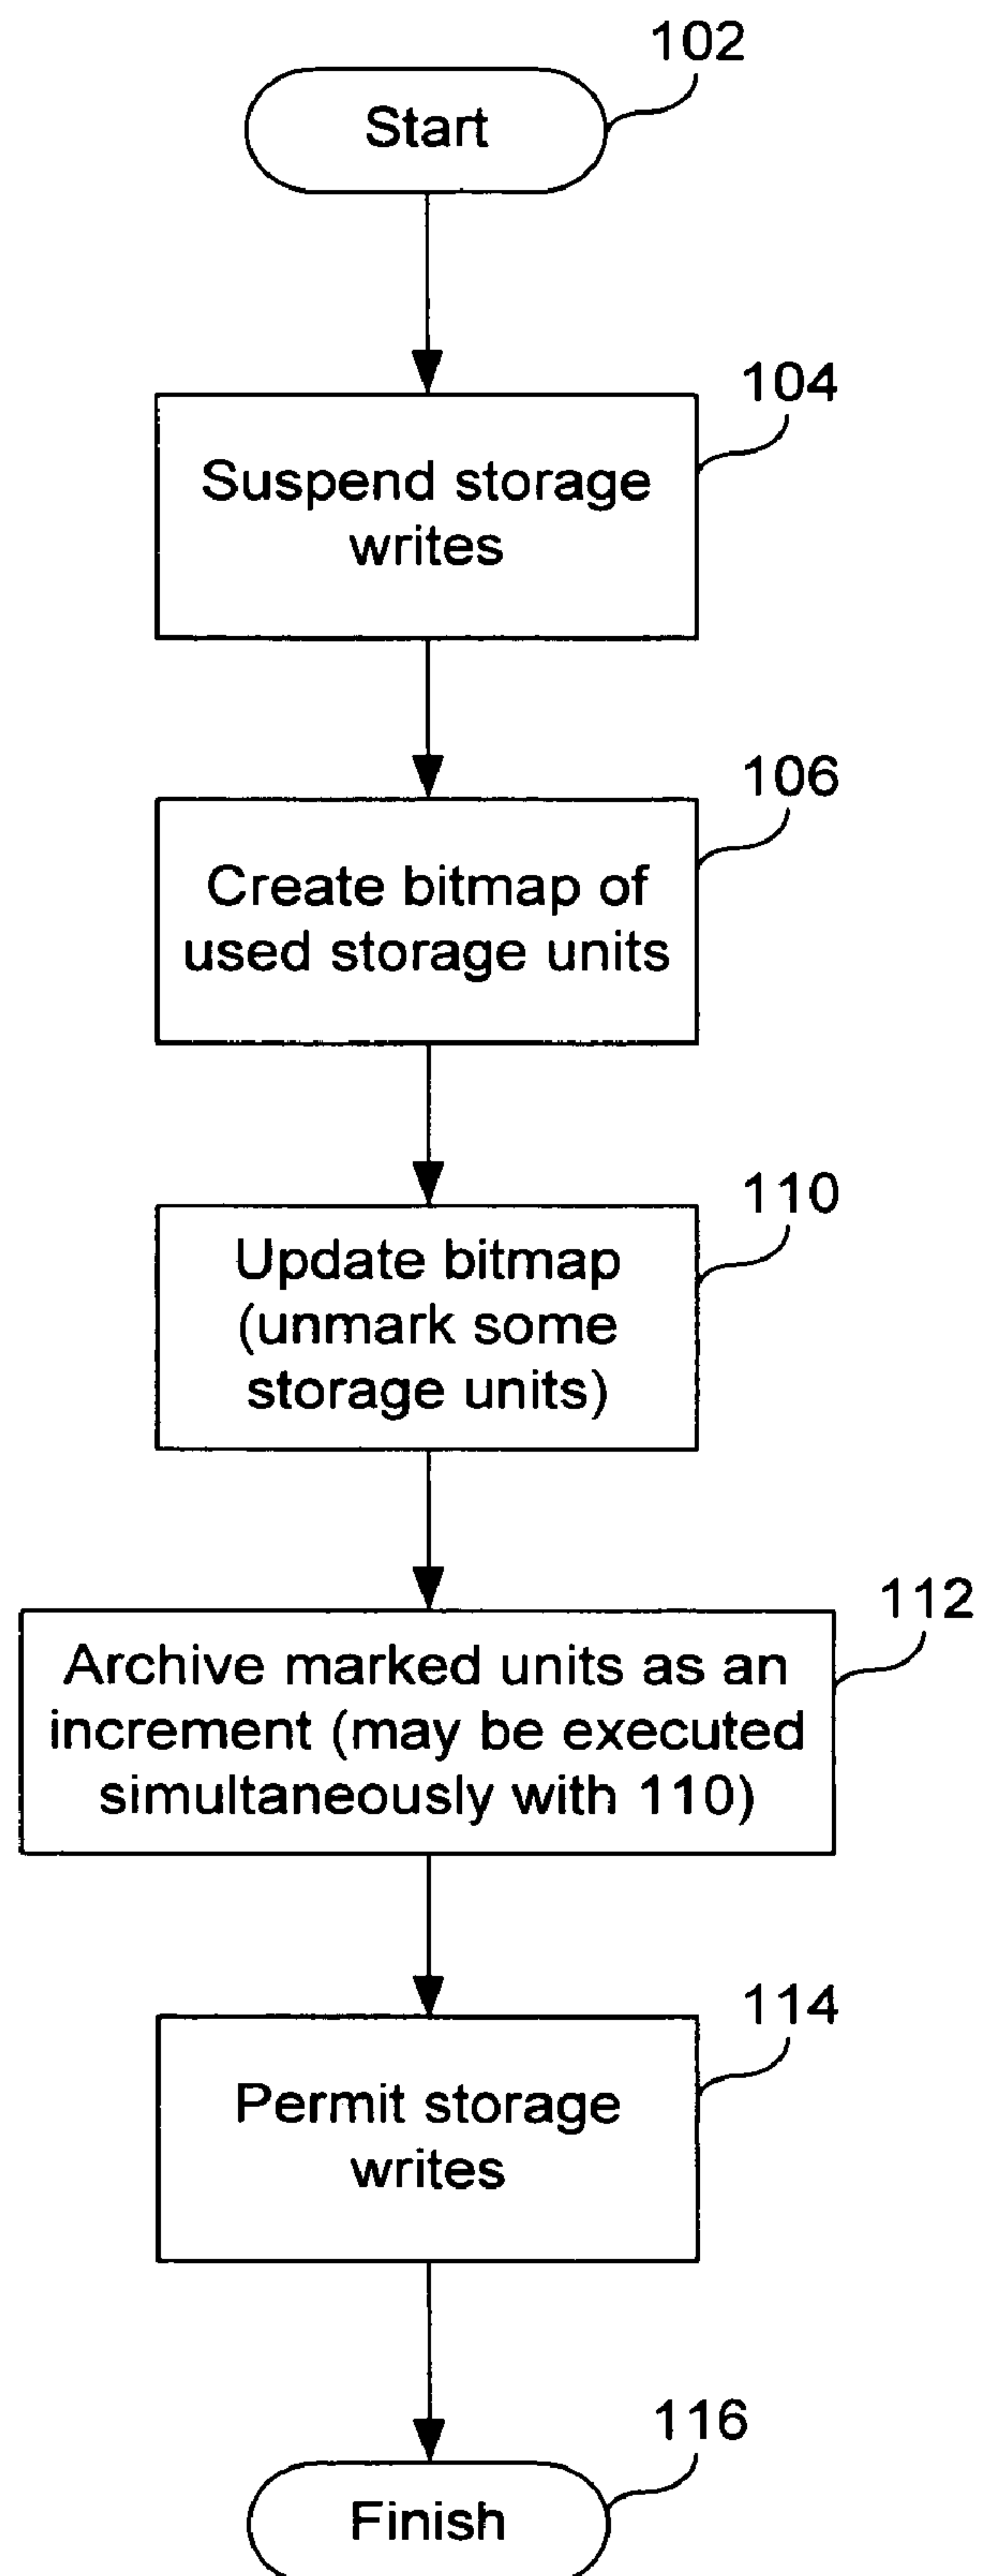 102
Start
104
Suspend storage
writes
106
Create bitmap of
used storage units
110
Update bitmap
(unmark some
storage units)
112
Archive marked units as an
increment (may be executed
simultaneously with 110)
114
Permit storage
writes
116
Finish